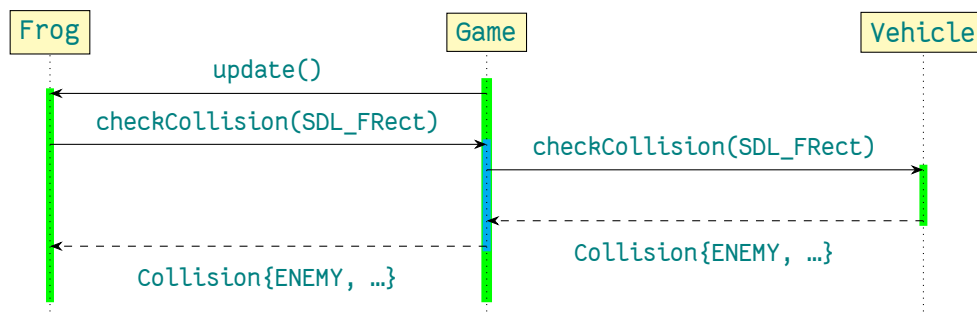 Frog
Game
Vehicle
update()
checkCollision(SDL_FRect)
checkCollision(SDL_FRect)
Collision{ENEMY, …}
Collision{ENEMY, …}